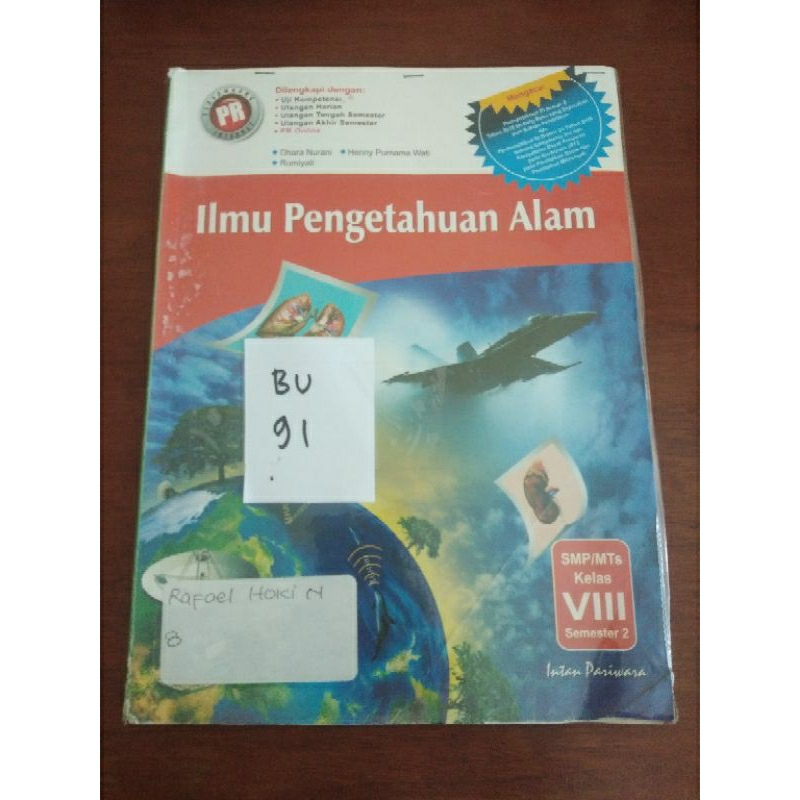 PR
Dilengkapi dengan:
• Uji Kompetensi
• Ulangan Harian
• Ulangan Tengah Semester
• Ulangan Akhir Semester
• PR Online
Dhara Nurani Henny Purnama Wati
Rumiyati
Mengacu:
Ilmu Pengetahuan Alam
BU
91
Rafael Hoki N
8
SMP/MTs
Kelas
VIII
Semester 2
Intan Pariwara